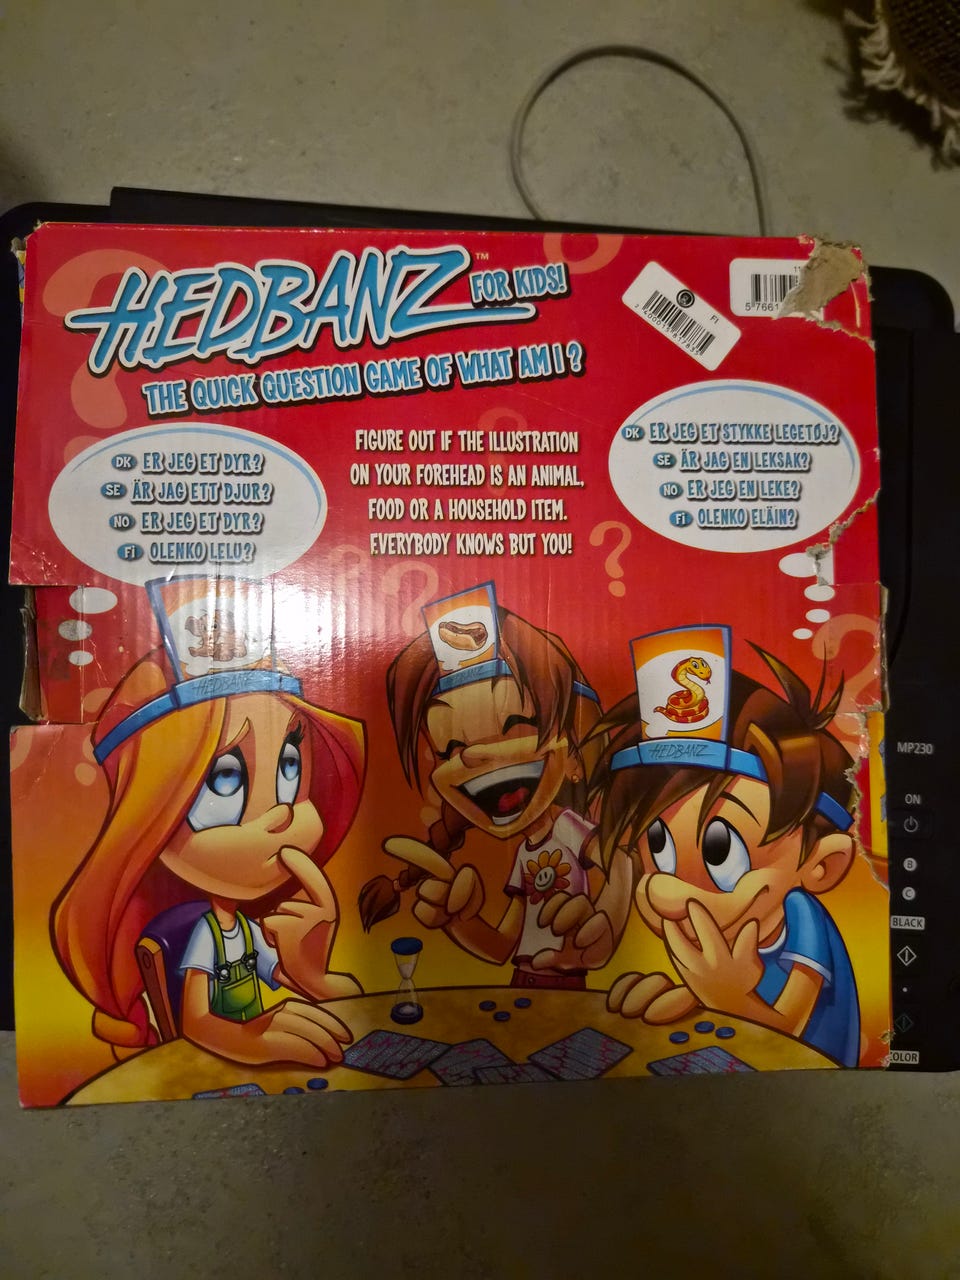 HEDBANZ™
FOR KIDS!
THE QUICK QUESTION GAME OF WHAT AM I?
FI
DK ER JEG ET DYR?
SE ÄR JAG ETT DJUR?
NO ER JEG ET DYR?
FI OLENKO LELU?
FIGURE OUT IF THE ILLUSTRATION
ON YOUR FOREHEAD IS AN ANIMAL,
FOOD OR A HOUSEHOLD ITEM.
EVERYBODY KNOWS BUT YOU!
DK ER JEG ET STYKKE LEGETØJ?
SE ÄR JAG EN LEKSAK?
NO ER JEG EN LEKE?
FI OLENKO ELÄIN?
HEDBANZ
HEDBANZ
HEDBANZ
MP230
ON
B
C
BLACK
COLOR